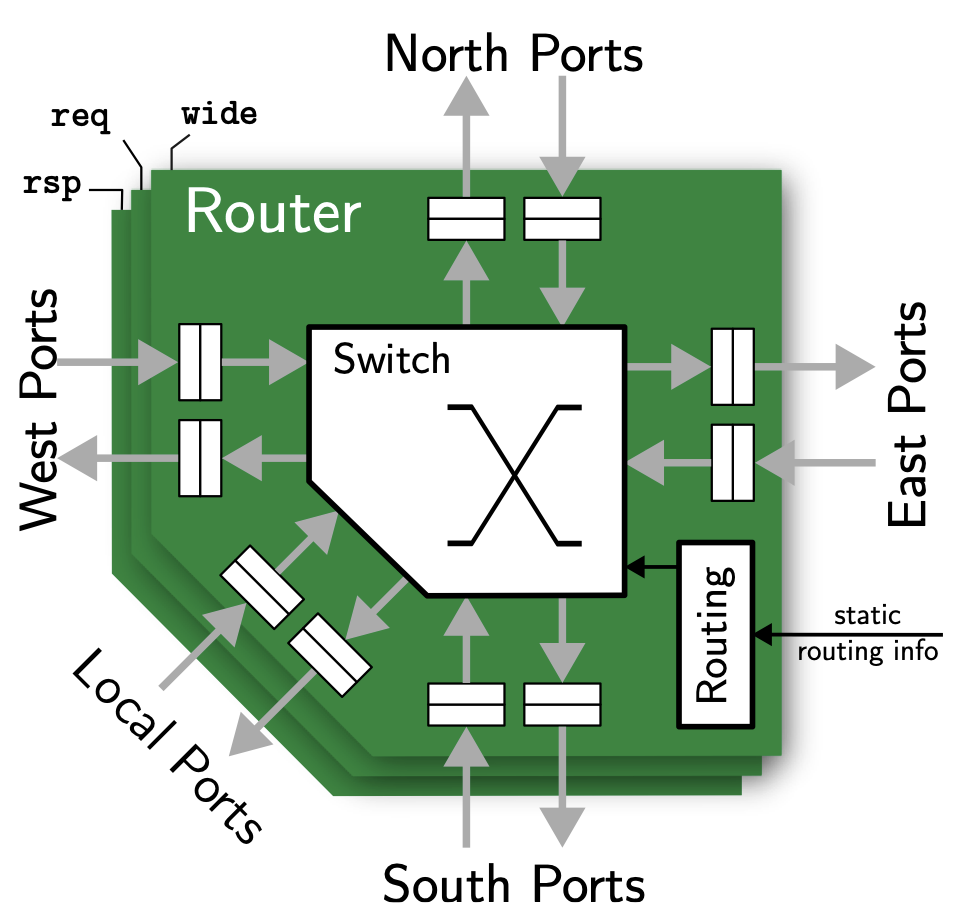 North Ports
req
wide
rsp
Router
West Ports
Switch
East Ports
Routing
static
routing info
Local Ports
South Ports